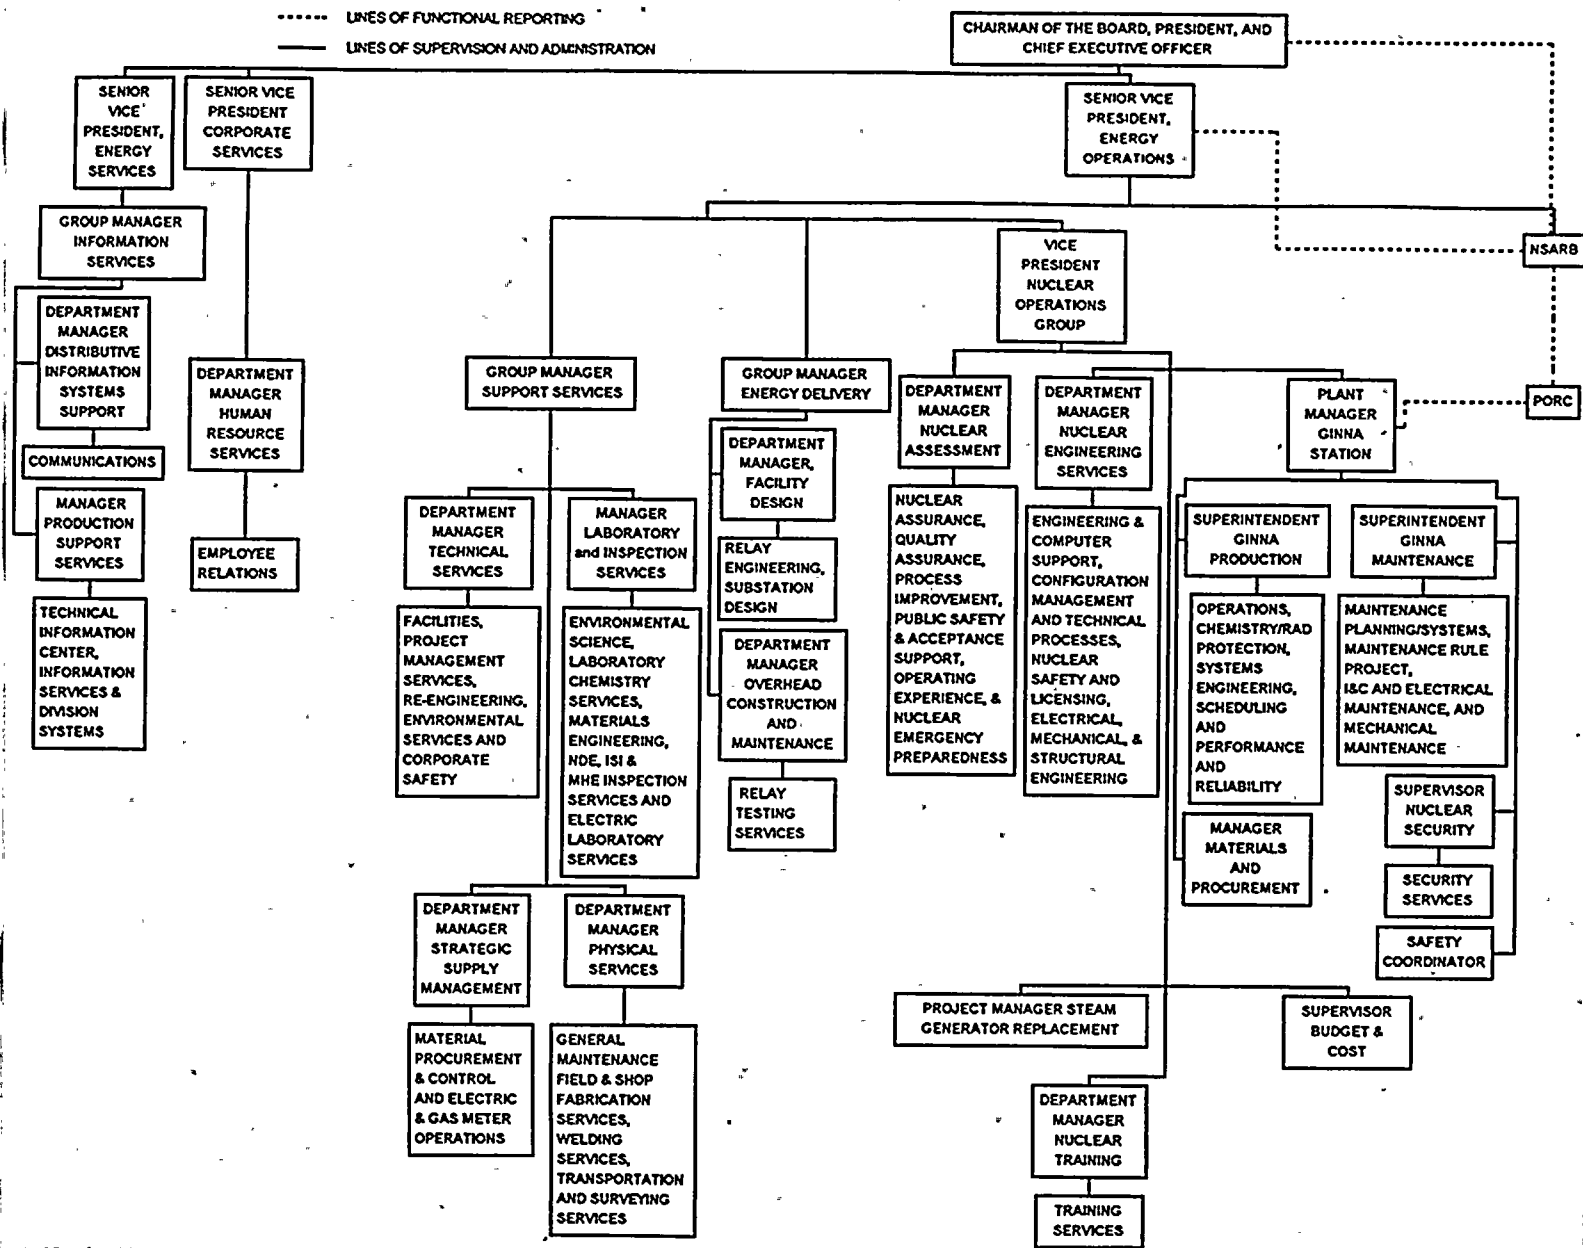 LINES OF FUNCTIONAL REPORTING
LINES OF SUPERVISION AND ADMINISTRATION
CHAIRMAN OF THE BOARD, PRESIDENT, AND
CHIEF EXECUTIVE OFFICER
SENIOR
VICE
PRESIDENT,
ENERGY
SERVICES
SENIOR VICE
PRESIDENT
CORPORATE
SERVICES
SENIOR VICE
PRESIDENT,
ENERGY
OPERATIONS
GROUP MANAGER
INFORMATION
SERVICES
VICE
PRESIDENT
NUCLEAR
OPERATIONS
GROUP
NSARB
DEPARTMENT
MANAGER
DISTRIBUTIVE
INFORMATION
SYSTEMS
SUPPORT
COMMUNICATIONS
MANAGER
PRODUCTION
SUPPORT
SERVICES
TECHNICAL
INFORMATION
CENTER,
INFORMATION
SERVICES &
DIVISION
SYSTEMS
DEPARTMENT
MANAGER
HUMAN
RESOURCE
SERVICES
EMPLOYEE
RELATIONS
GROUP MANAGER
SUPPORT SERVICES
GROUP MANAGER
ENERGY DELIVERY
DEPARTMENT
MANAGER
NUCLEAR
ASSESSMENT
DEPARTMENT
MANAGER
NUCLEAR
ENGINEERING
SERVICES
PLANT
MANAGER
GINNA
STATION
PORC
DEPARTMENT
MANAGER
TECHNICAL
SERVICES
FACILITIES,
PROJECT
MANAGEMENT
SERVICES,
RE-ENGINEERING,
ENVIRONMENTAL
SERVICES AND
CORPORATE
SAFETY
MANAGER
LABORATORY
and INSPECTION
SERVICES
ENVIRONMENTAL
SCIENCE,
LABORATORY
CHEMISTRY
SERVICES,
MATERIALS
ENGINEERING,
NDE, ISI &
MHE INSPECTION
SERVICES AND
ELECTRIC
LABORATORY
SERVICES
DEPARTMENT
MANAGER,
FACILITY
DESIGN
RELAY
ENGINEERING,
SUBSTATION
DESIGN
DEPARTMENT
MANAGER
OVERHEAD
CONSTRUCTION
AND
MAINTENANCE
RELAY
TESTING
SERVICES
NUCLEAR
ASSURANCE,
QUALITY
ASSURANCE,
PROCESS
IMPROVEMENT,
PUBLIC SAFETY
& ACCEPTANCE
SUPPORT,
OPERATING
EXPERIENCE, &
NUCLEAR
EMERGENCY
PREPAREDNESS
ENGINEERING &
COMPUTER
SUPPORT,
CONFIGURATION
MANAGEMENT
AND TECHNICAL
PROCESSES,
NUCLEAR
SAFETY AND
LICENSING,
ELECTRICAL,
MECHANICAL, &
STRUCTURAL
ENGINEERING
SUPERINTENDENT
GINNA
PRODUCTION
OPERATIONS,
CHEMISTRY/RAD
PROTECTION,
SYSTEMS
ENGINEERING,
SCHEDULING
AND
PERFORMANCE
AND
RELIABILITY
MANAGER
MATERIALS
AND
PROCUREMENT
SUPERINTENDENT
GINNA
MAINTENANCE
MAINTENANCE
PLANNING/SYSTEMS,
MAINTENANCE RULE
PROJECT,
I&C AND ELECTRICAL
MAINTENANCE, AND
MECHANICAL
MAINTENANCE
SUPERVISOR
NUCLEAR
SECURITY
SECURITY
SERVICES
SAFETY
COORDINATOR
DEPARTMENT
MANAGER
STRATEGIC
SUPPLY
MANAGEMENT
MATERIAL
PROCUREMENT
& CONTROL
AND ELECTRIC
& GAS METER
OPERATIONS
DEPARTMENT
MANAGER
PHYSICAL
SERVICES
GENERAL
MAINTENANCE
FIELD & SHOP
FABRICATION
SERVICES,
WELDING
SERVICES,
TRANSPORTATION
AND SURVEYING
SERVICES
PROJECT MANAGER STEAM
GENERATOR REPLACEMENT
SUPERVISOR
BUDGET &
COST
DEPARTMENT
MANAGER
NUCLEAR
TRAINING
TRAINING
SERVICES